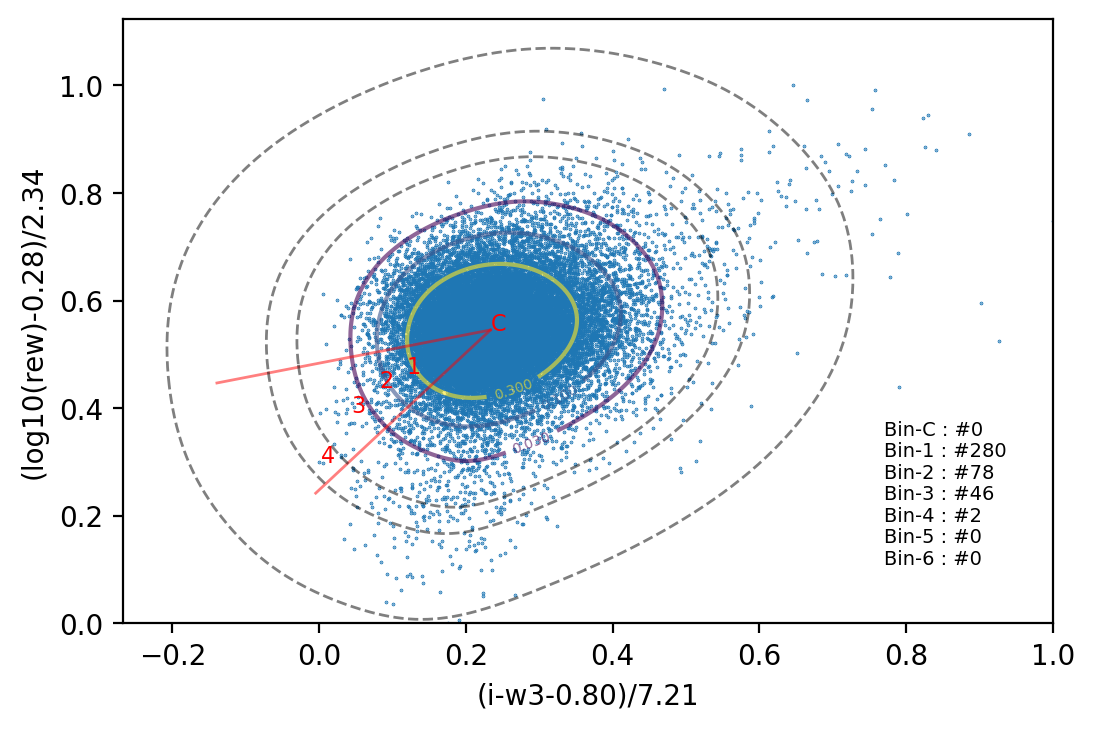 (log10(rew)-0.28)/2.34
1.0
0.8
0.6
0.4
0.2
0.0
C
1
2
3
4
0.300
Bin-C : #0
Bin-1 : #280
Bin-2 : #78
Bin-3 : #46
Bin-4 : #2
Bin-5 : #0
Bin-6 : #0
−0.2 0.0 0.2 0.4 0.6 0.8 1.0
(i-w3-0.80)/7.21